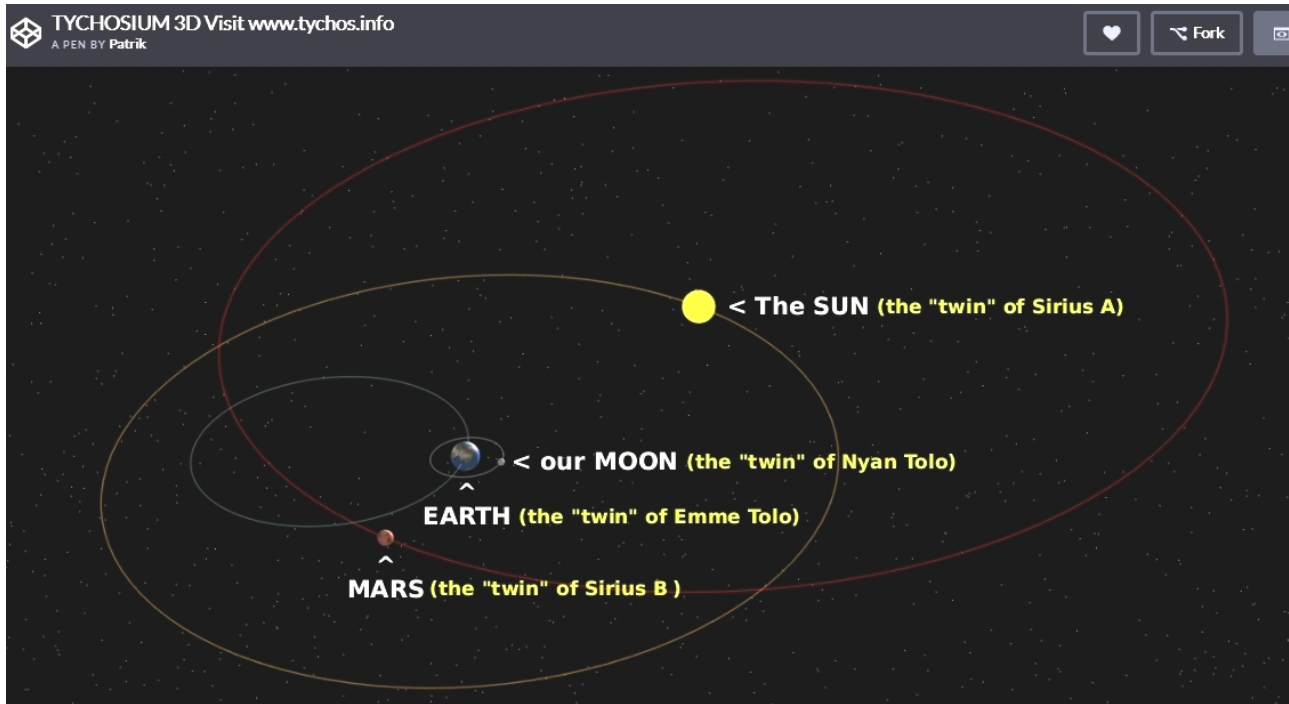 TYCHOSIUM 3D Visit www.tychos.info
A PEN BY Patrik
Fork
< The SUN (the "twin" of Sirius A)
< our MOON (the "twin" of Nyan Tolo)
^
EARTH (the "twin" of Emme Tolo)
^
MARS (the "twin" of Sirius B )